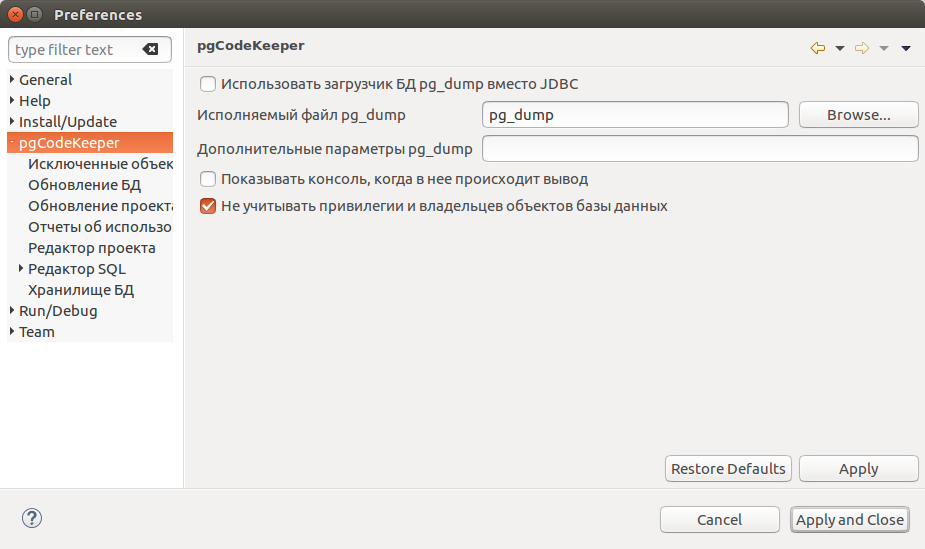 Preferences
type filter text
General
Help
Install/Update
pgCodeKeeper
Исключенные объек
Обновление БД
Обновление проекта
Отчеты об использо
Редактор проекта
Редактор SQL
Хранилище БД
Run/Debug
Team
pgCodeKeeper
Использовать загрузчик БД pg_dump вместо JDBC
Исполняемый файл pg_dump pg_dump Browse...
Дополнительные параметры pg_dump
Показывать консоль, когда в нее происходит вывод
Не учитывать привилегии и владельцев объектов базы данных
Restore Defaults Apply
? Cancel Apply and Close